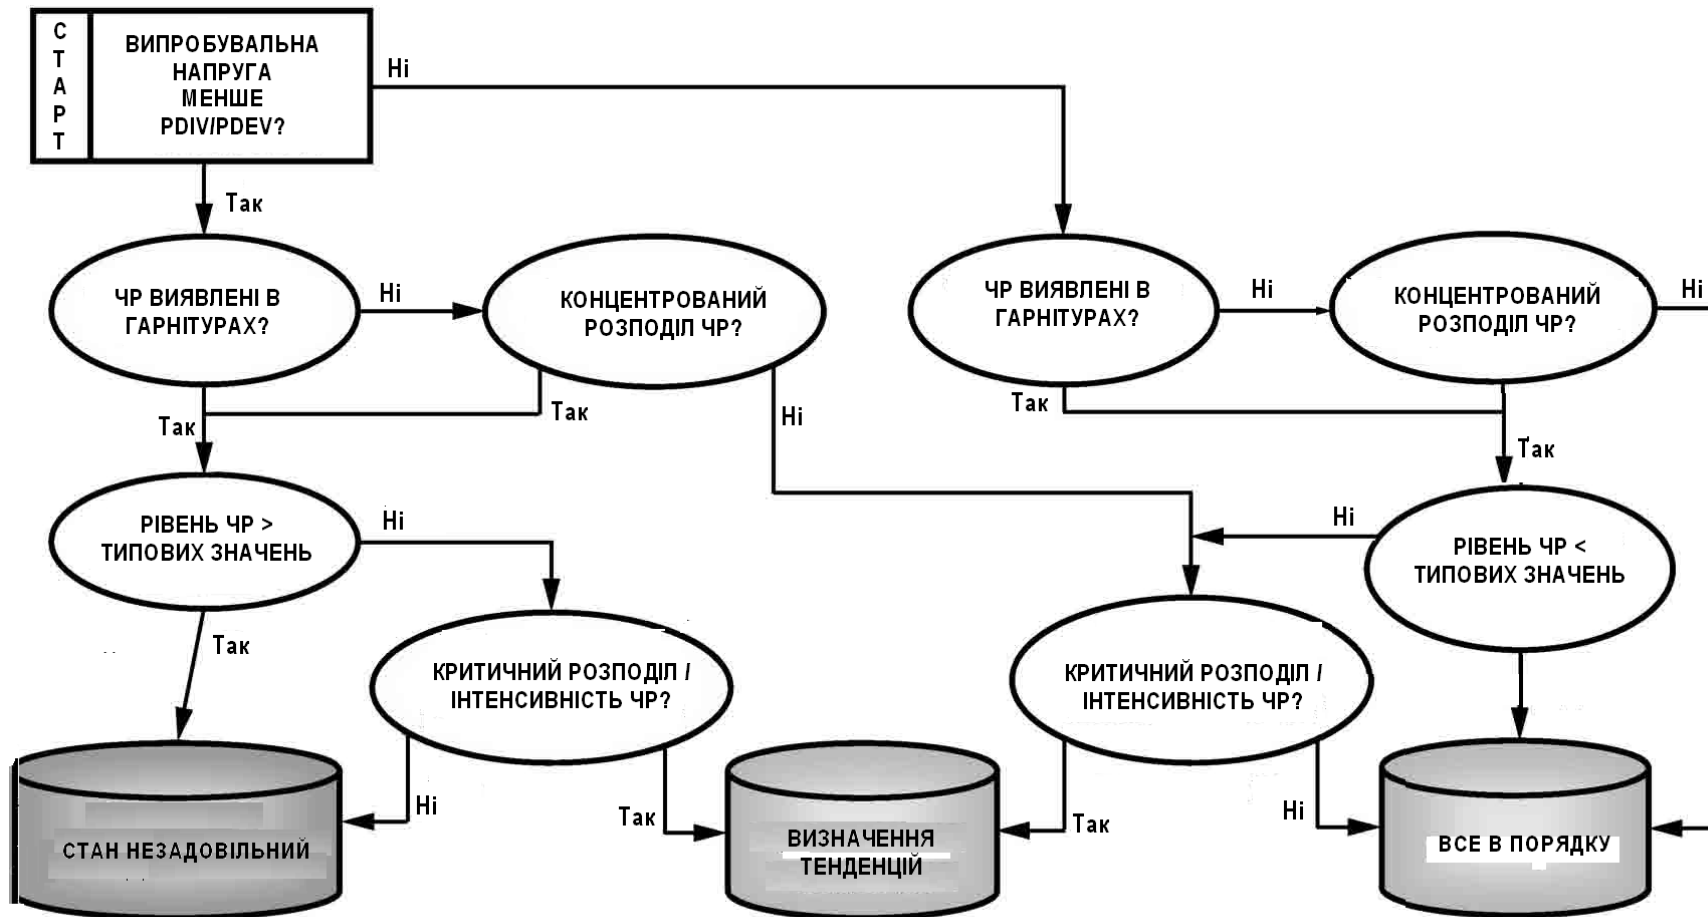 СТАРТ
ВИПРОБУВАЛЬНА
НАПРУГА
МЕНШЕ
PDIV/PDEV?
Ні
Так
ЧР ВИЯВЛЕНІ В
ГАРНІТУРАХ?
Ні
КОНЦЕНТРОВАНИЙ
РОЗПОДІЛ ЧР?
ЧР ВИЯВЛЕНІ В
ГАРНІТУРАХ?
Ні
КОНЦЕНТРОВАНИЙ
РОЗПОДІЛ ЧР?
Ні
Так
Так
Ні
Так
Так
РІВЕНЬ ЧР >
ТИПОВИХ ЗНАЧЕНЬ
Ні
Ні
РІВЕНЬ ЧР <
ТИПОВИХ ЗНАЧЕНЬ
Так
КРИТИЧНИЙ РОЗПОДІЛ /
ІНТЕНСИВНІСТЬ ЧР?
КРИТИЧНИЙ РОЗПОДІЛ /
ІНТЕНСИВНІСТЬ ЧР?
Ні
Так
Так
Ні
СТАН НЕЗАДОВІЛЬНИЙ
ВИЗНАЧЕННЯ
ТЕНДЕНЦІЙ
ВСЕ В ПОРЯДКУ